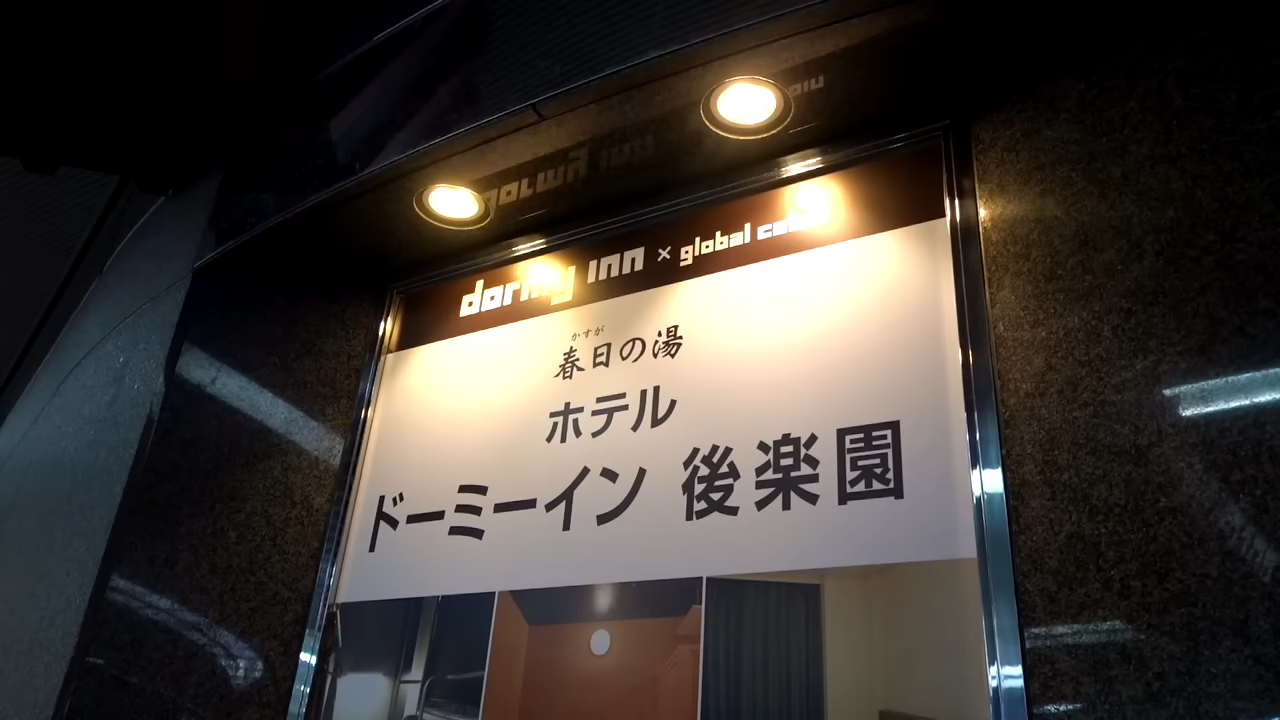 dormy inn × global cabin
かすが
春日の湯
ホテル
ドーミーイン 後楽園